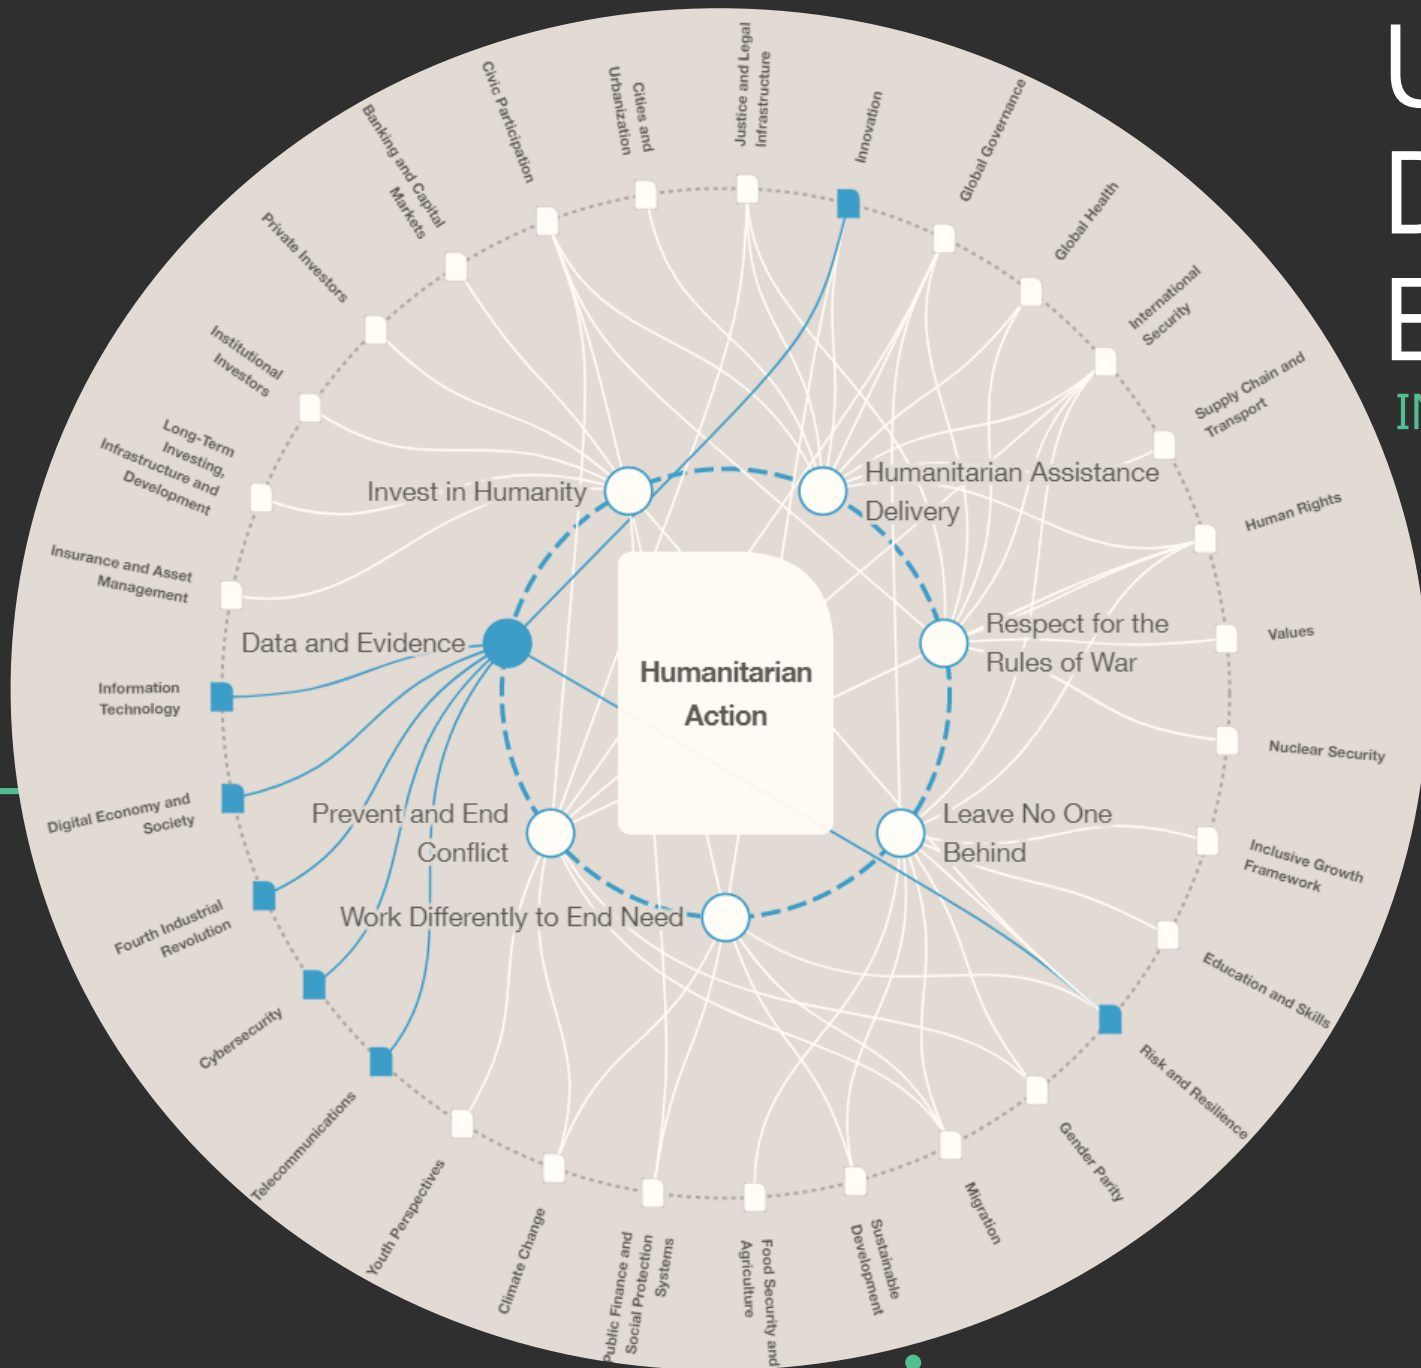 Humanitarian
Action
Invest in Humanity
Humanitarian Assistance
Delivery
Respect for the
Rules of War
Leave No One
Behind
Work Differently to End Need
Prevent and End
Conflict
Data and Evidence
Justice and Legal
Infrastructure
Innovation
Global Governance
Global Health
International
Security
Supply Chain and
Transport
Human Rights
Values
Nuclear Security
Inclusive Growth
Framework
Education and Skills
Risk and Resilience
Gender Parity
Migration
Sustainable
Development
Food Security and
Agriculture
Public Finance and
Social Protection
Systems
Climate Change
Youth Perspectives
Telecommunications
Cybersecurity
Fourth Industrial
Revolution
Digital Economy and
Society
Information
Technology
Insurance and Asset
Management
Long-Term
Investing,
Infrastructure and
Development
Institutional
Investors
Private Investors
Banking and Capital
Markets
Civic Participation
Cities and
Urbanization